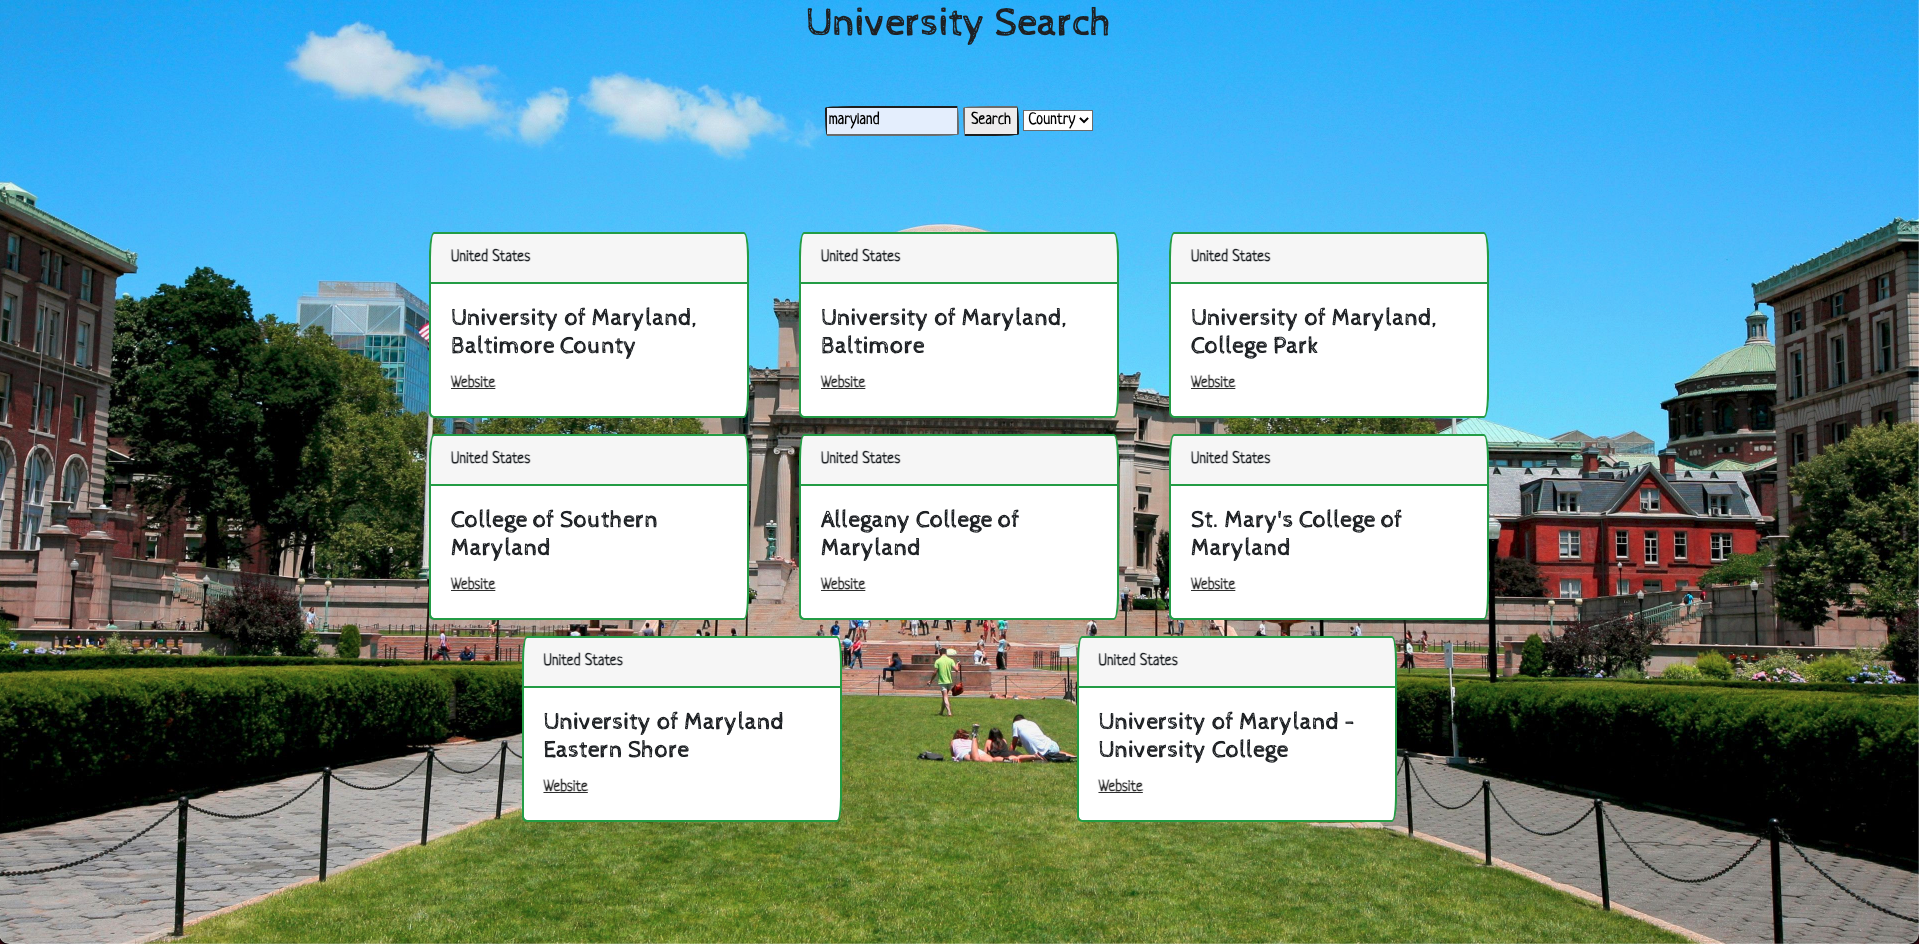 University Search
maryland Search Country
United States
University of Maryland,
Baltimore County
Website
United States
University of Maryland,
Baltimore
Website
United States
University of Maryland,
College Park
Website
United States
College of Southern
Maryland
Website
United States
Allegany College of
Maryland
Website
United States
St. Mary's College of
Maryland
Website
United States
University of Maryland
Eastern Shore
Website
United States
University of Maryland -
University College
Website